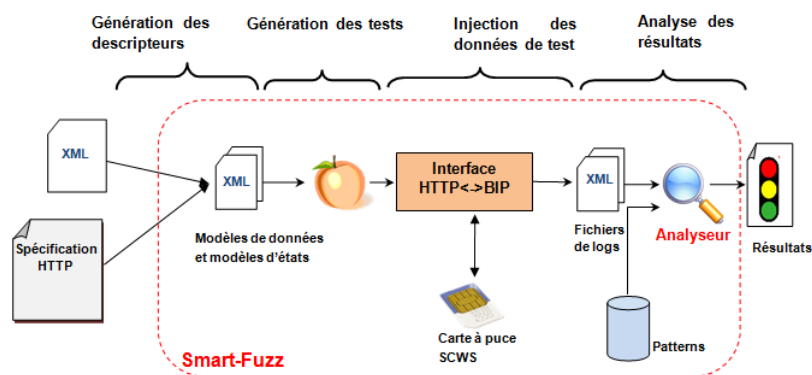 Génération des
descripteurs
Génération des tests
Injection des
données de test
Analyse des
résultats
XML
Spécification
HTTP
XML
Modèles de données
et modèles d'états
Interface
HTTP<->BIP
Carte à puce
SCWS
XML
Fichiers
de logs
Analyseur
Patterns
Résultats
Smart-Fuzz